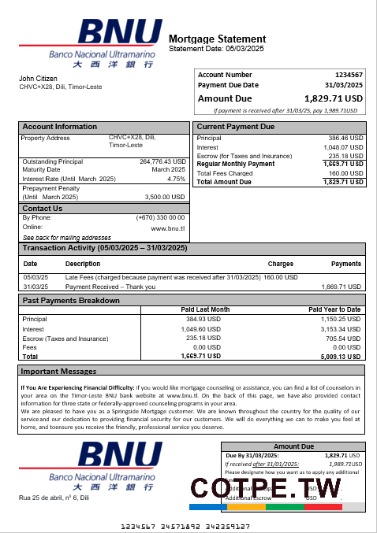 BNU
Banco Nacional Ultramarino
大西洋銀行
Mortgage Statement
Statement Date: 05/03/2025
John Citizen
CHVC+X28, Dili, Timor-Leste
Account Number 1234567
Payment Due Date 31/03/2025
Amount Due 1,829.71 USD
If payment is received after 31/03/25, pay 1,989.71USD
Account Information
Property Address CHVC+X28, Dili,
Timor-Leste
Outstanding Principal 264,776.43 USD
Maturity Date March 2025
Interest Rate (Until March 2025) 4.75%
Prepayment Penalty
(Until March 2025) 3,500.00 USD
Contact Us
By Phone: (+670) 330 00 00
Online: www.bnu.tl
See back for mailing addresses
Current Payment Due
Principal 386.46 USD
Interest 1,048.07 USD
Escrow (for Taxes and Insurance) 235.18 USD
Regular Monthly Payment 1,669.71 USD
Total Fees Charged 160.00 USD
Total Amount Due 1,829.71 USD
Transaction Activity (05/03/2025 – 31/03/2025)
Date Description Charges Payments
05/03/25 Late Fees (charged because payment was received after 31/03/2025) 160.00 USD
31/03/25 Payment Received – Thank you 1,669.71 USD
Past Payments Breakdown
Paid Last Month Paid Year to Date
Principal 384.93 USD 1,150.25 USD
Interest 1,049.60 USD 3,153.34 USD
Escrow (Taxes and Insurance) 235.18 USD 705.54 USD
Fees 0.00 USD 0.00 USD
Total 1,669.71 USD 5,009.13 USD
Important Messages
If You Are Experiencing Financial Difficulty: If you would like mortgage counseling or assistance, you can find a list of counselors in
your area on the Timor-Leste BNU bank website at www.bnu.tl. On the back of this page, we have also provided contact
information for three state or federally-approved counseling programs in your area.
We are pleased to have you as a Springside Mortgage customer. We are known throughout the country for the quality of our
service and our dedication to providing financial security for our customers. We will do everything we can to make you feel at
home, and to ensure you receive the friendly, professional service you deserve.
BNU
Banco Nacional Ultramarino
大西洋銀行
Rua 25 de abril, nº 6, Dili
Amount Due
Due By 31/03/2025: 1,829.71 USD
If received after 31/03/2025: 1,989.71USD
Please designate how you want us to apply any additional
Additional Escrow
COTPE.TW
1234567 34571892 342359127